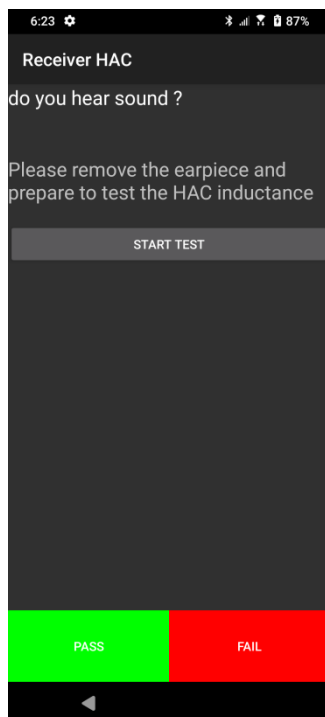 6:23 87%
Receiver HAC
do you hear sound ?
Please remove the earpiece and
prepare to test the HAC inductance
START TEST
PASS FAIL